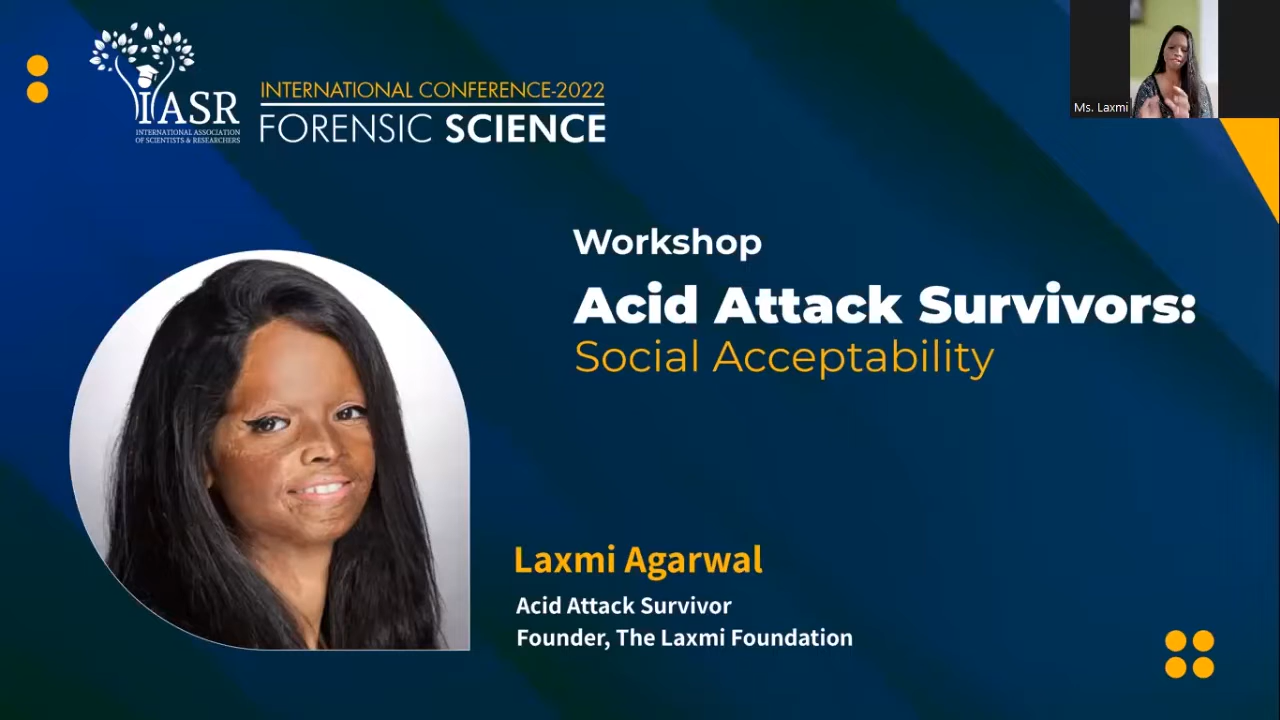 IASR
INTERNATIONAL ASSOCIATION
OF SCIENTISTS & RESEARCHERS
INTERNATIONAL CONFERENCE-2022
FORENSIC SCIENCE
Ms. Laxmi
Workshop
Acid Attack Survivors:
Social Acceptability
Laxmi Agarwal
Acid Attack Survivor
Founder, The Laxmi Foundation